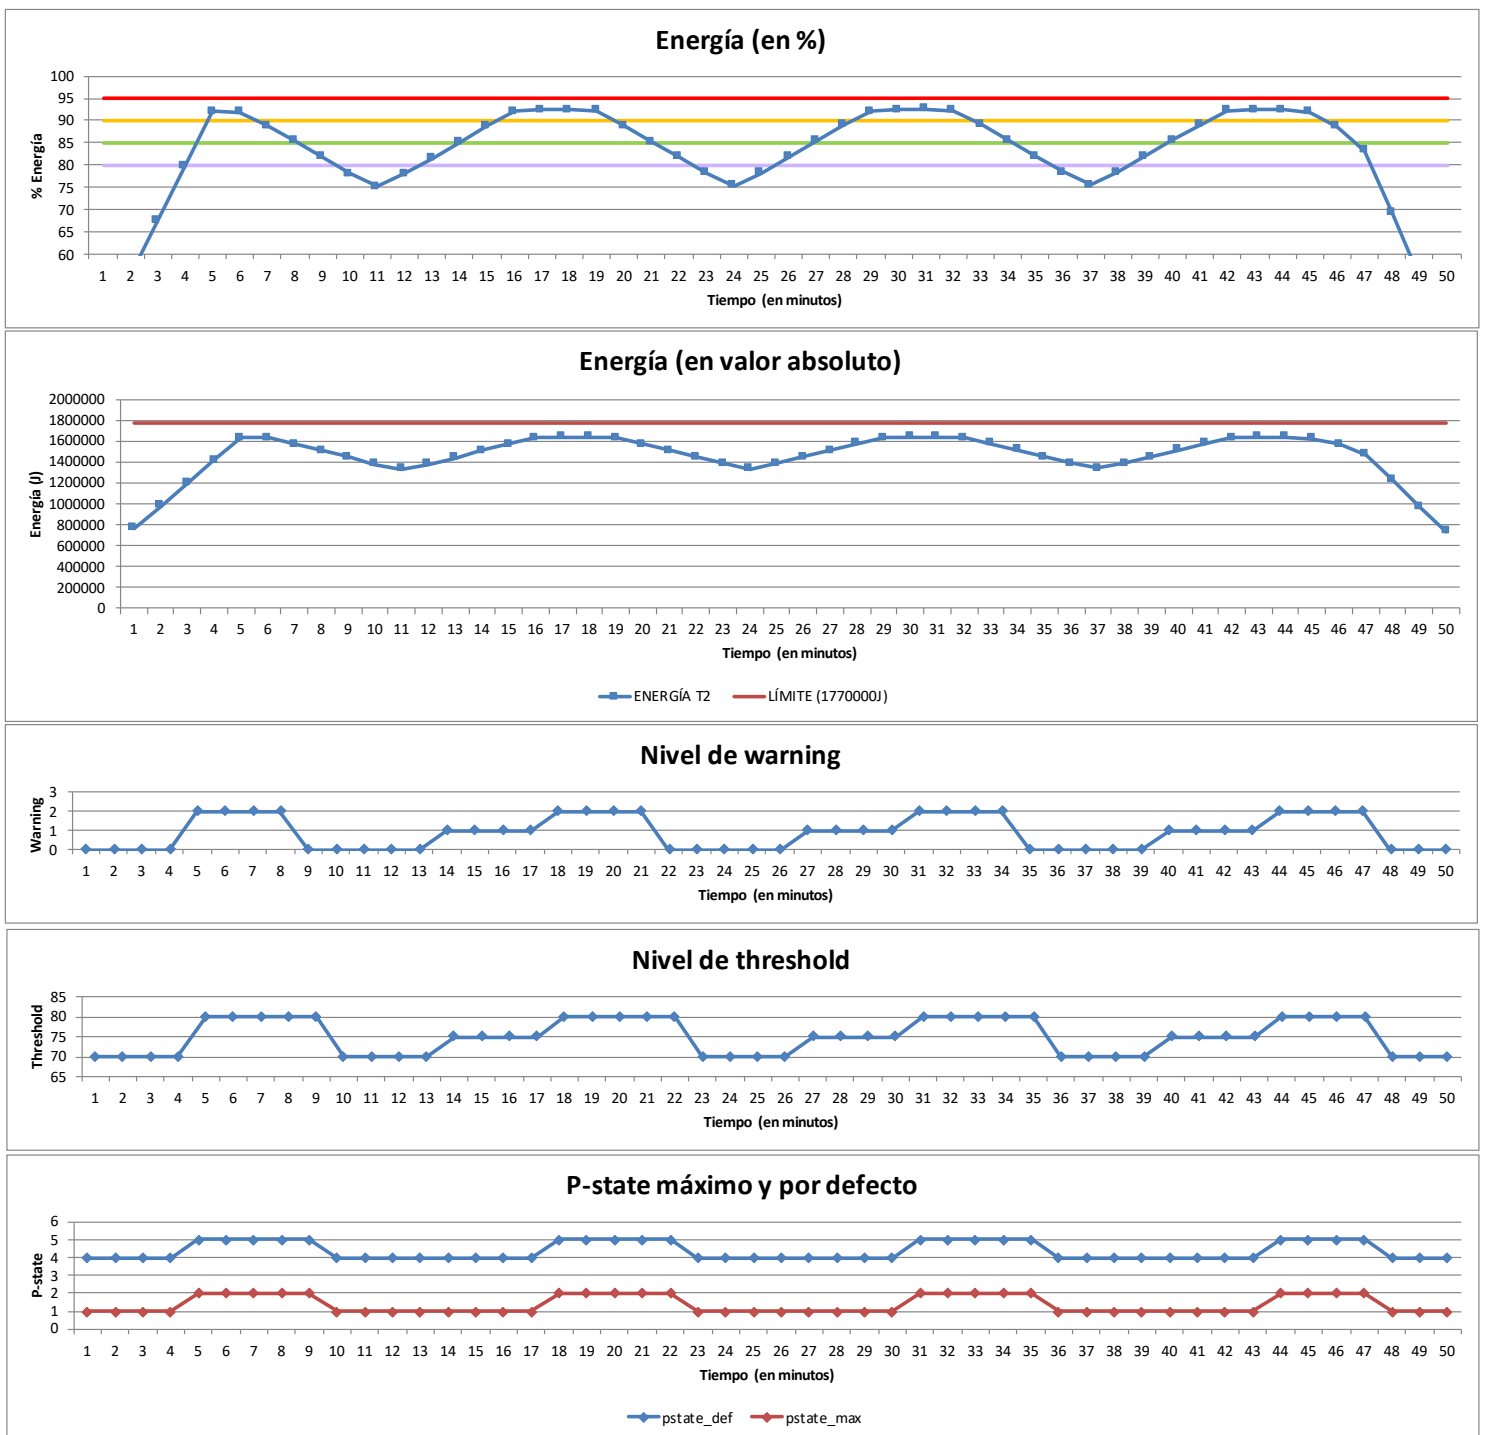 Energía (en %)
% Energía
100
95
90
85
80
75
70
65
60
1 2 3 4 5 6 7 8 9 10 11 12 13 14 15 16 17 18 19 20 21 22 23 24 25 26 27 28 29 30 31 32 33 34 35 36 37 38 39 40 41 42 43 44 45 46 47 48 49 50
Tiempo (en minutos)
Energía (en valor absoluto)
Energía (J)
2000000
1800000
1600000
1400000
1200000
1000000
800000
600000
400000
200000
0
1 2 3 4 5 6 7 8 9 10 11 12 13 14 15 16 17 18 19 20 21 22 23 24 25 26 27 28 29 30 31 32 33 34 35 36 37 38 39 40 41 42 43 44 45 46 47 48 49 50
Tiempo (en minutos)
ENERGÍA T2 LÍMITE (1770000J)
Nivel de warning
Warning
3
2
1
0
1 2 3 4 5 6 7 8 9 10 11 12 13 14 15 16 17 18 19 20 21 22 23 24 25 26 27 28 29 30 31 32 33 34 35 36 37 38 39 40 41 42 43 44 45 46 47 48 49 50
Tiempo (en minutos)
Nivel de threshold
Threshold
85
80
75
70
65
1 2 3 4 5 6 7 8 9 10 11 12 13 14 15 16 17 18 19 20 21 22 23 24 25 26 27 28 29 30 31 32 33 34 35 36 37 38 39 40 41 42 43 44 45 46 47 48 49 50
Tiempo (en minutos)
P-state máximo y por defecto
P-state
6
5
4
3
2
1
0
1 2 3 4 5 6 7 8 9 10 11 12 13 14 15 16 17 18 19 20 21 22 23 24 25 26 27 28 29 30 31 32 33 34 35 36 37 38 39 40 41 42 43 44 45 46 47 48 49 50
Tiempo (en minutos)
pstate_def pstate_max